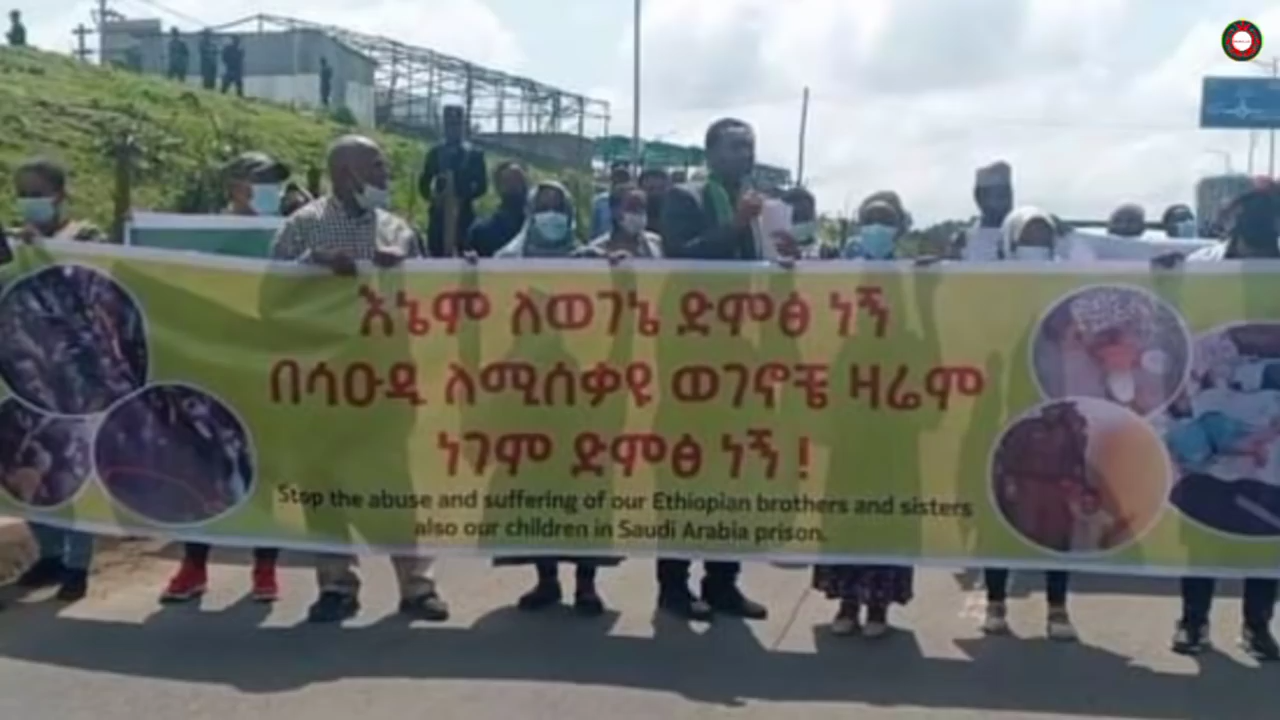 እኔም ለወገኔ ድምፅ ነኝ
በሳዑዲ ለሚሰቃዩ ወገኖቼ ዛሬም
ነገም ድምፅ ነኝ !
Stop the abuse and suffering of our Ethiopian brothers and sisters
also our children in Saudi Arabia prison.